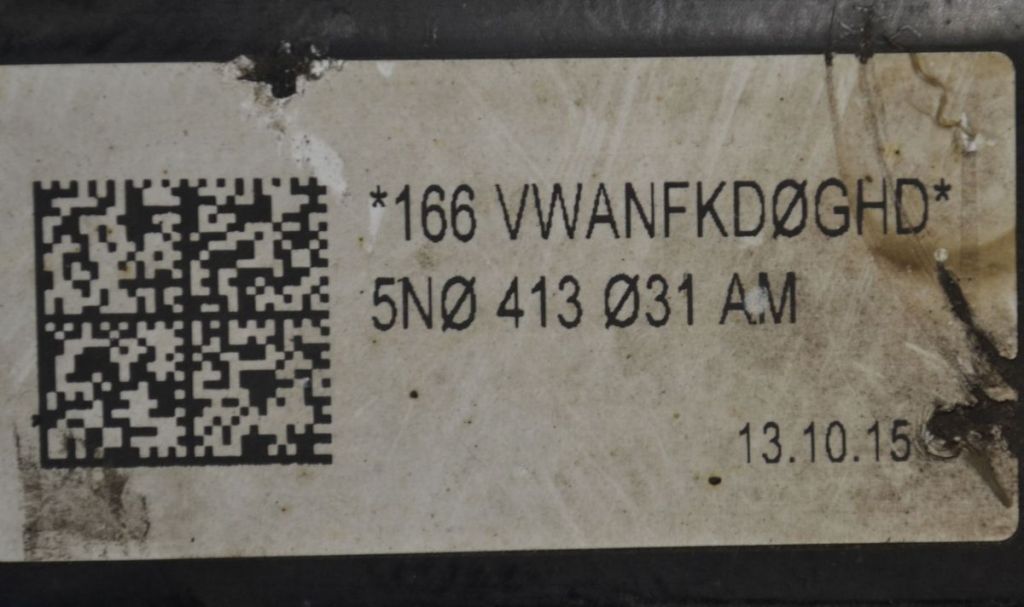 *166 VWANFKDØGHD*
5NØ 413 Ø31 AM
13.10.15